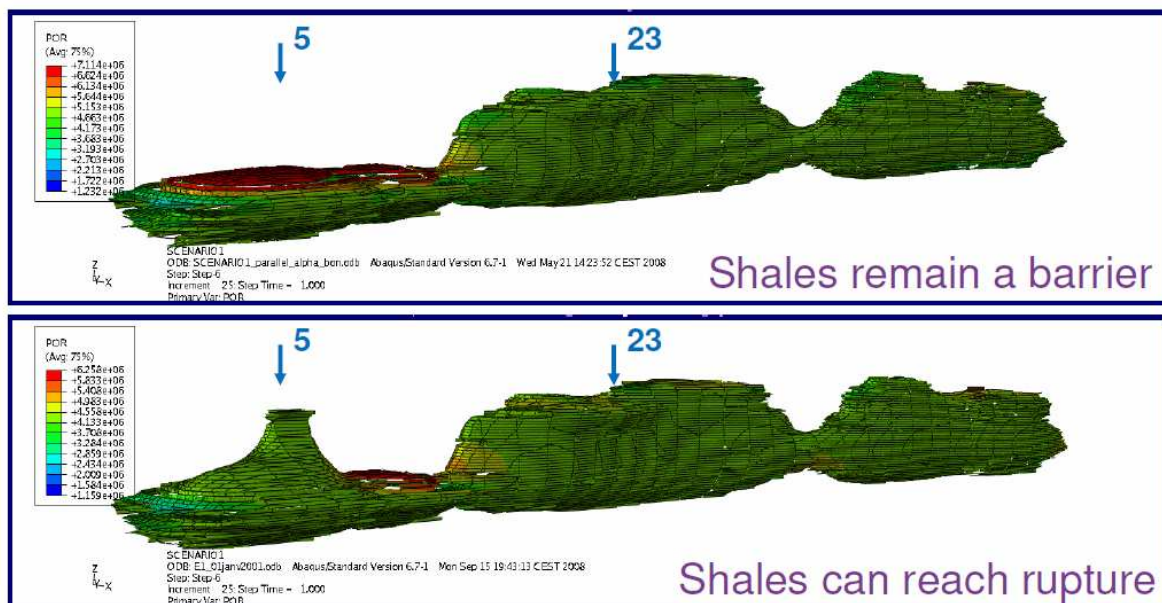 POR
(Avg: 75%)
+7.114e+06
+6.624e+06
+6.134e+06
+5.644e+06
+5.153e+06
+4.663e+06
+4.173e+06
+3.683e+06
+3.193e+06
+2.703e+06
+2.213e+06
+1.722e+06
+1.232e+06
5
23
Z
Y-X
SCENARIO1
ODB: SCENARIO1_parallel_alpha_bon.odb Abaqus/Standard Version 6.7-1 Wed May 21 14:23:52 CEST 2008
Step: Step-6
Increment 25: Step Time = 1.000
Primary Var: POR
Shales remain a barrier
POR
(Avg: 75%)
+6.258e+06
+5.833e+06
+5.408e+06
+4.983e+06
+4.558e+06
+4.133e+06
+3.708e+06
+3.284e+06
+2.859e+06
+2.434e+06
+2.009e+06
+1.584e+06
+1.159e+06
5
23
Z
Y-X
SCENARIO1
ODB: E1_01janv2001.odb Abaqus/Standard Version 6.7-1 Mon Sep 15 19:43:13 CEST 2008
Step: Step-6
Increment 25: Step Time = 1.000
Primary Var: POR
Shales can reach rupture